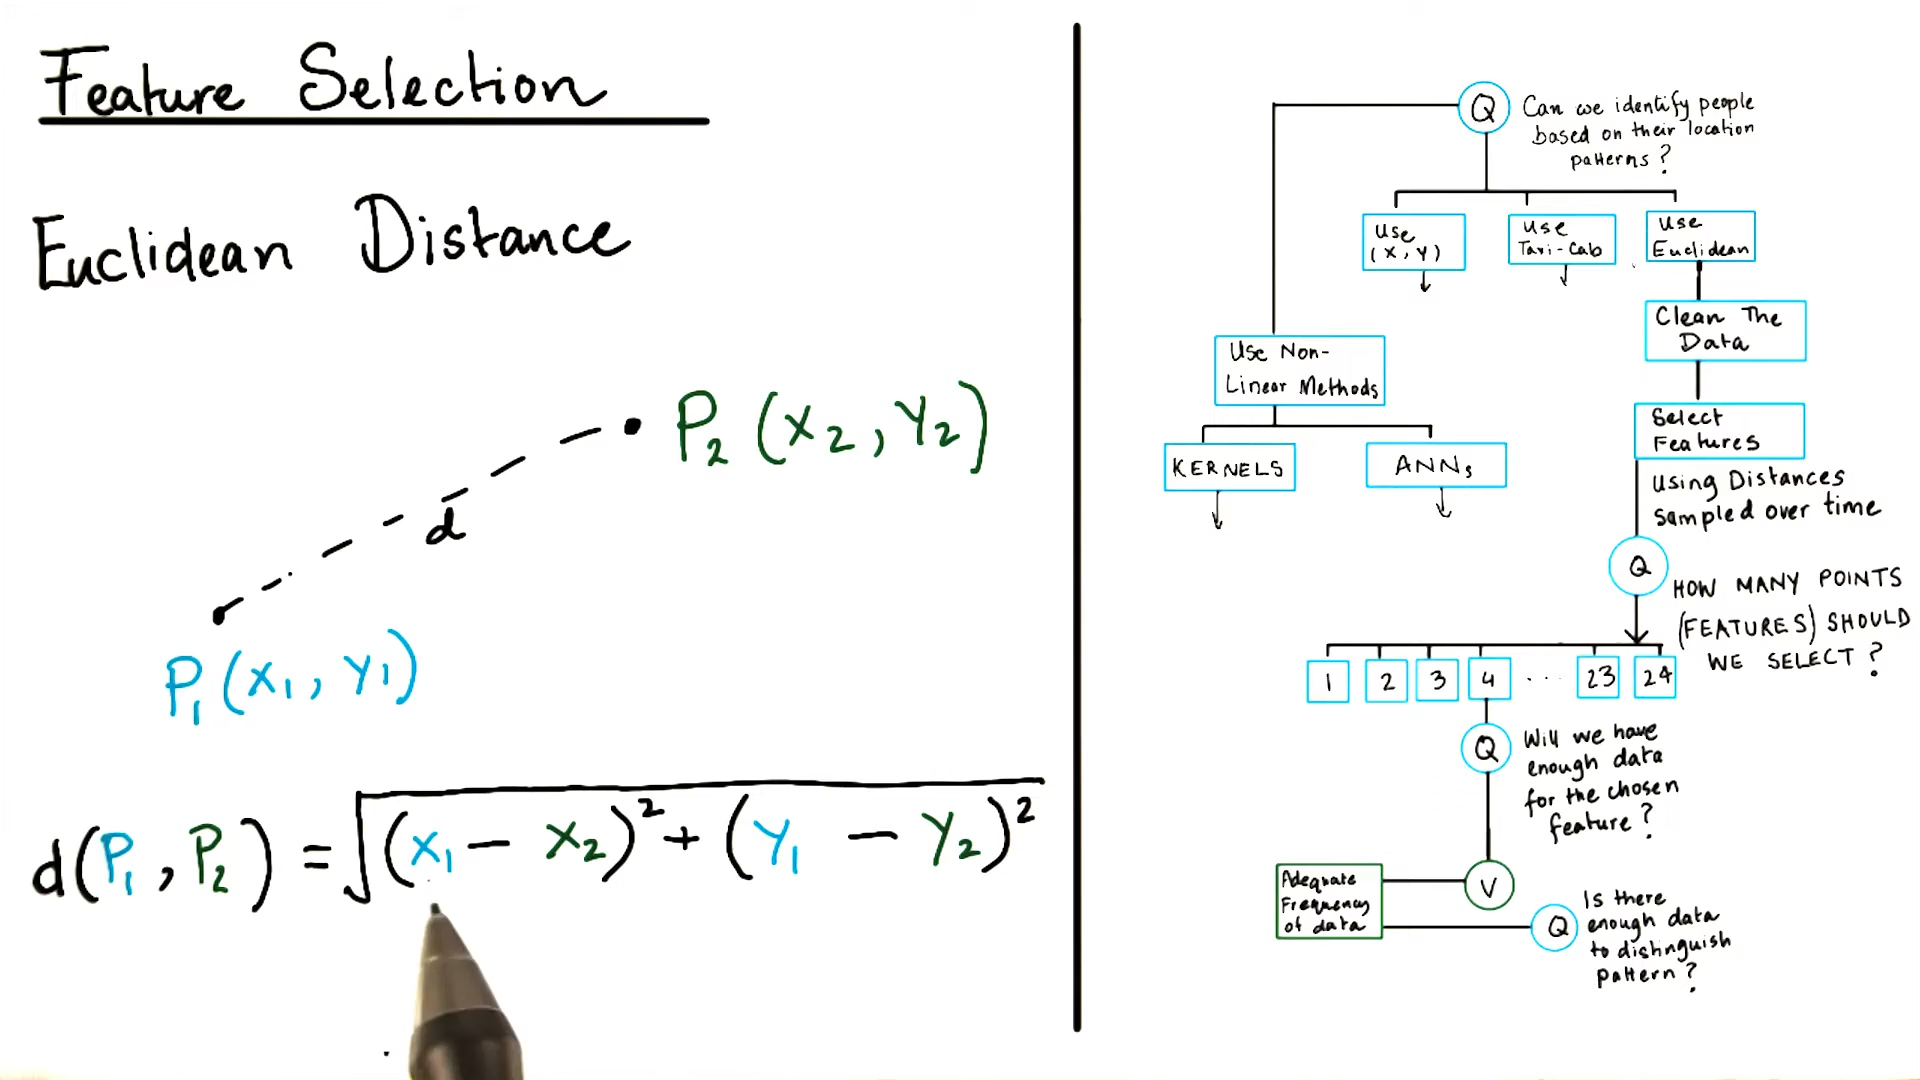 Feature Selection
Euclidean Distance
P2 (X2, Y2)
d
P1 (X1, Y1)
d(P1, P2) = √(X1 - X2)² + (Y1 - Y2)²
Q
Can we identify people
based on their location
patterns?
Use
(X, Y)
Use
Taxi-Cab
Use
Euclidean
Clean The
Data
Use Non-
Linear Methods
Select
Features
KERNELS
ANNs
Using Distances
Sampled over time
Q
HOW MANY POINTS
(FEATURES) SHOULD
WE SELECT?
1 2 3 4 ... 23 24
Q
Will we have
enough data
for the chosen
feature?
Adequate
Frequency
of data
V
Q
Is there
enough data
to distinguish
pattern?